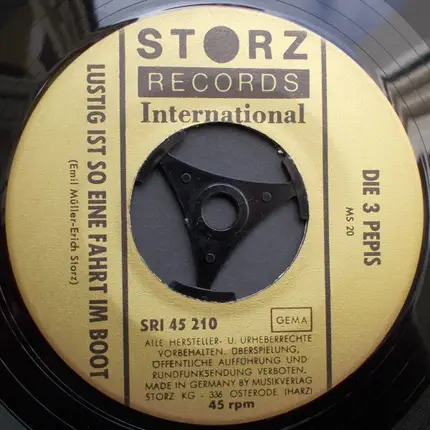 STORZ
RECORDS
International
LUSTIG IST SO EINE FAHRT IM BOOT
(Emil Müller-Erich Storz)
DIE 3 PEPIS
MS 20
SRI 45 210
GEMA
ALLE HERSTELLER- U. URHEBERRECHTE
VORBEHALTEN. ÜBERSPIELUNG,
ÖFFENTLICHE AUFFÜHRUNG UND
RUNDFUNKSENDUNG VERBOTEN.
MADE IN GERMANY BY MUSIKVERLAG
STORZ KG - 336 OSTERODE (HARZ)
45 rpm